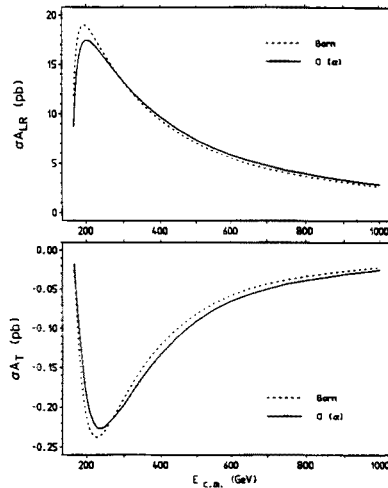 σA_LR (pb)
20
15
10
5
0
Born
O (α)
200 400 600 800 1000
σA_T (pb)
0.00
-0.05
-0.10
-0.15
-0.20
-0.25
Born
O (α)
200 400 600 800 1000
E_c.m. (GeV)